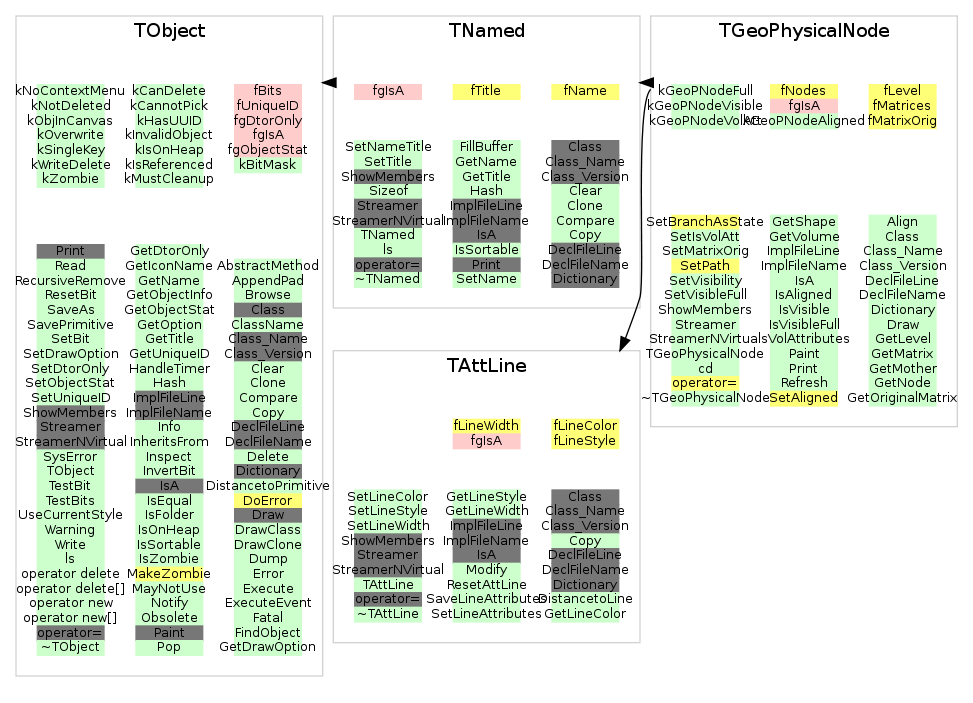 TObject
kNoContextMenu kCanDelete fBits
kNotDeleted kCannotPick fUniqueID
kObjInCanvas kHasUUID fgDtorOnly
kOverwrite kInvalidObject fgIsA
kSingleKey kIsOnHeap fgObjectStat
kWriteDelete kIsReferenced kBitMask
kZombie kMustCleanup
Print GetDtorOnly
Read GetIconName AbstractMethod
RecursiveRemove GetName AppendPad
ResetBit GetObjectInfo Browse
SaveAs GetObjectStat Class
SavePrimitive GetOption ClassName
SetBit GetTitle Class_Name
SetDrawOption GetUniqueID Class_Version
SetDtorOnly HandleTimer Clear
SetObjectStat Hash Clone
SetUniqueID ImplFileLine Compare
ShowMembers ImplFileName Copy
Streamer Info DeclFileLine
StreamerNVirtual InheritsFrom DeclFileName
SysError Inspect Delete
TObject InvertBit Dictionary
TestBit IsA DistancetoPrimitive
TestBits IsEqual DoError
UseCurrentStyle IsFolder Draw
Warning IsOnHeap DrawClass
Write IsSortable DrawClone
ls IsZombie Dump
operator delete MakeZombie Error
operator delete[] MayNotUse Execute
operator new Notify ExecuteEvent
operator new[] Obsolete Fatal
operator= Paint FindObject
~TObject Pop GetDrawOption
TNamed
fgIsA fTitle fName
SetNameTitle FillBuffer Class
SetTitle GetName Class_Name
ShowMembers GetTitle Class_Version
Sizeof Hash Clear
Streamer ImplFileLine Clone
StreamerNVirtual ImplFileName Compare
TNamed IsA Copy
ls IsSortable DeclFileLine
operator= Print DeclFileName
~TNamed SetName Dictionary
TAttLine
fLineWidth fLineColor
fgIsA fLineStyle
SetLineColor GetLineStyle Class
SetLineStyle GetLineWidth Class_Name
SetLineWidth ImplFileLine Class_Version
ShowMembers ImplFileName Copy
Streamer IsA DeclFileLine
StreamerNVirtual Modify DeclFileName
TAttLine ResetAttLine Dictionary
operator= SaveLineAttributes DistancetoLine
~TAttLine SetLineAttributes GetLineColor
TGeoPhysicalNode
kGeoPNodeFull fNodes fLevel
kGeoPNodeVisible fgIsA fMatrices
fMatrixOrig
SetBranchAsState GetShape Align
SetIsVolAtt GetVolume Class
SetMatrixOrig ImplFileLine Class_Name
SetPath ImplFileName Class_Version
SetVisibility IsA DeclFileLine
SetVisibleFull IsAligned DeclFileName
ShowMembers IsVisible Dictionary
Streamer IsVisibleFull Draw
GetLevel
TGeoPhysicalNode Paint GetMatrix
cd Print GetMother
operator= Refresh GetNode
~TGeoPhysicalNode SetAligned GetOriginalMatrix